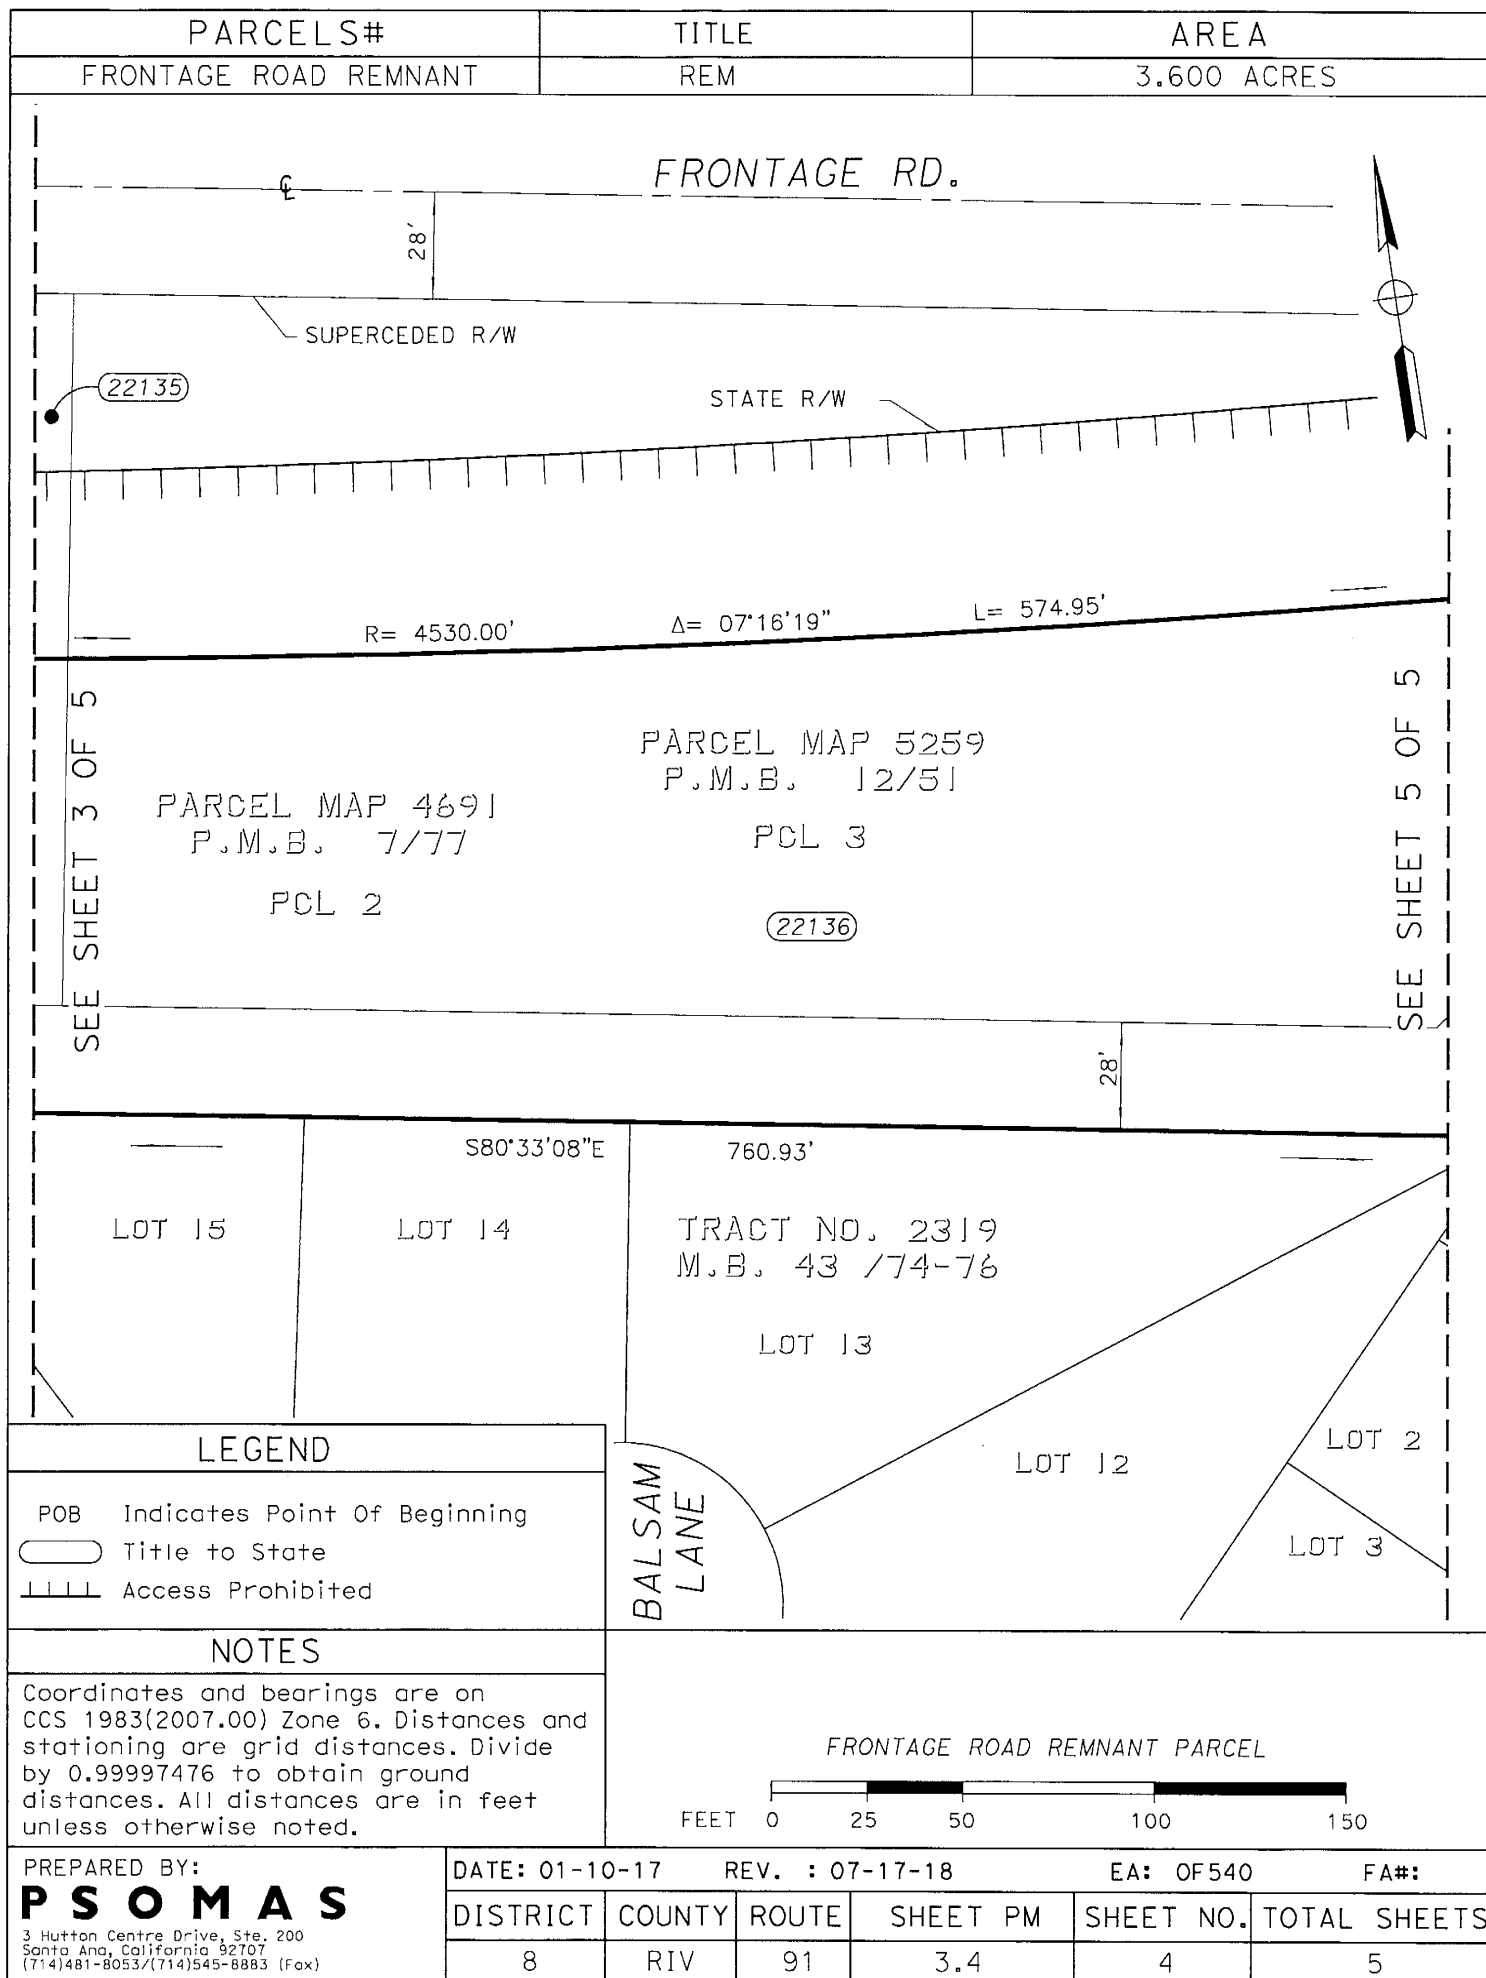 PARCELS# TITLE AREA
FRONTAGE ROAD REMNANT REM 3.600 ACRES
FRONTAGE RD.
℄
28'
SUPERCEDED R/W
22135
STATE R/W
R= 4530.00' Δ= 07°16'19" L= 574.95'
SEE SHEET 3 OF 5
SEE SHEET 5 OF 5
PARCEL MAP 5259
P.M.B. 12/51
PCL 3
PARCEL MAP 4691
P.M.B. 7/77
PCL 2
22136
28'
S80°33'08"E 760.93'
LOT 15
LOT 14
TRACT NO. 2319
M.B. 43 /74-76
LOT 13
LOT 12
LOT 2
LOT 3
BALSAM
LANE
LEGEND
POB Indicates Point Of Beginning
Title to State
Access Prohibited
NOTES
Coordinates and bearings are on
CCS 1983(2007.00) Zone 6. Distances and
stationing are grid distances. Divide
by 0.99997476 to obtain ground
distances. All distances are in feet
unless otherwise noted.
FRONTAGE ROAD REMNANT PARCEL
FEET 0 25 50 100 150
PREPARED BY:
PSOMAS
3 Hutton Centre Drive, Ste. 200
Santa Ana, California 92707
(714)481-8053/(714)545-8883 (Fax)
DATE: 01-10-17 REV. : 07-17-18 EA: 0F540 FA#:
DISTRICT COUNTY ROUTE SHEET PM SHEET NO. TOTAL SHEETS
8 RIV 91 3.4 4 5